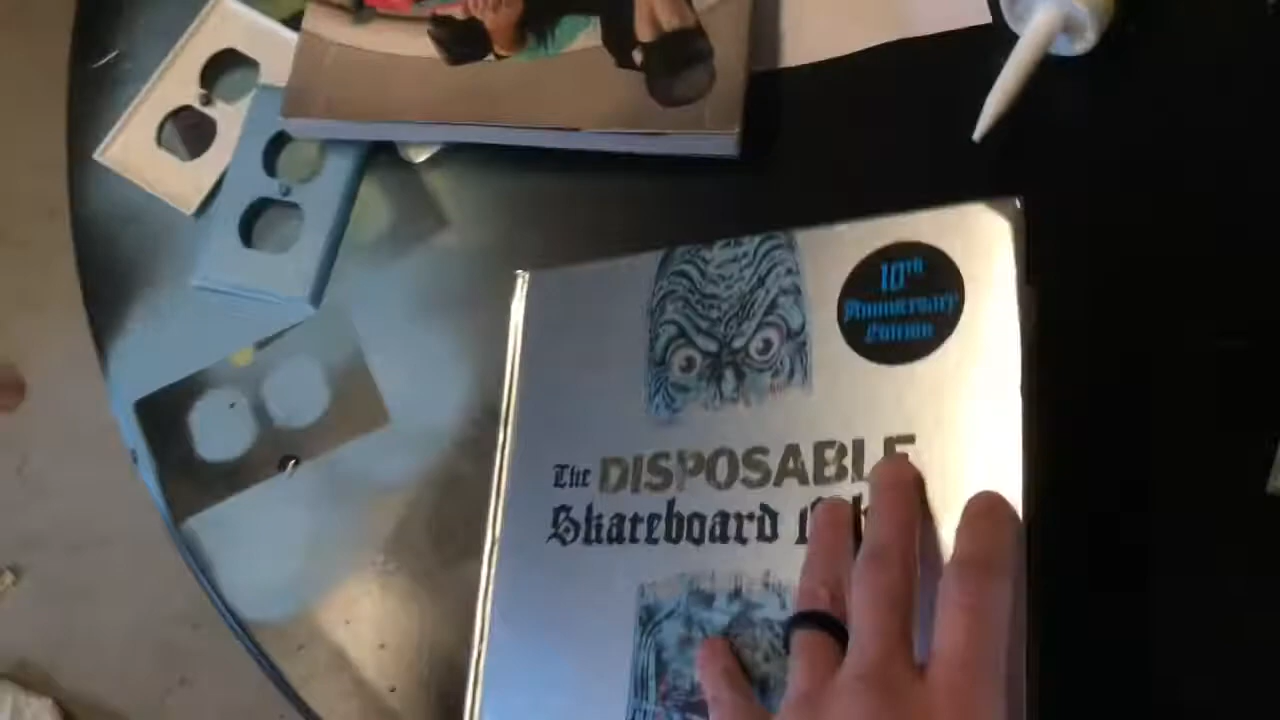 10th
Anniversary
Edition
The DISPOSABLE
Skateboard